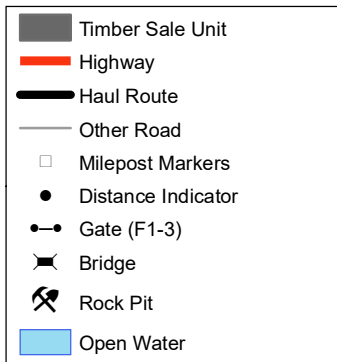 Timber Sale Unit
Highway
Haul Route
Other Road
Milepost Markers
Distance Indicator
Gate (F1-3)
Bridge
Rock Pit
Open Water